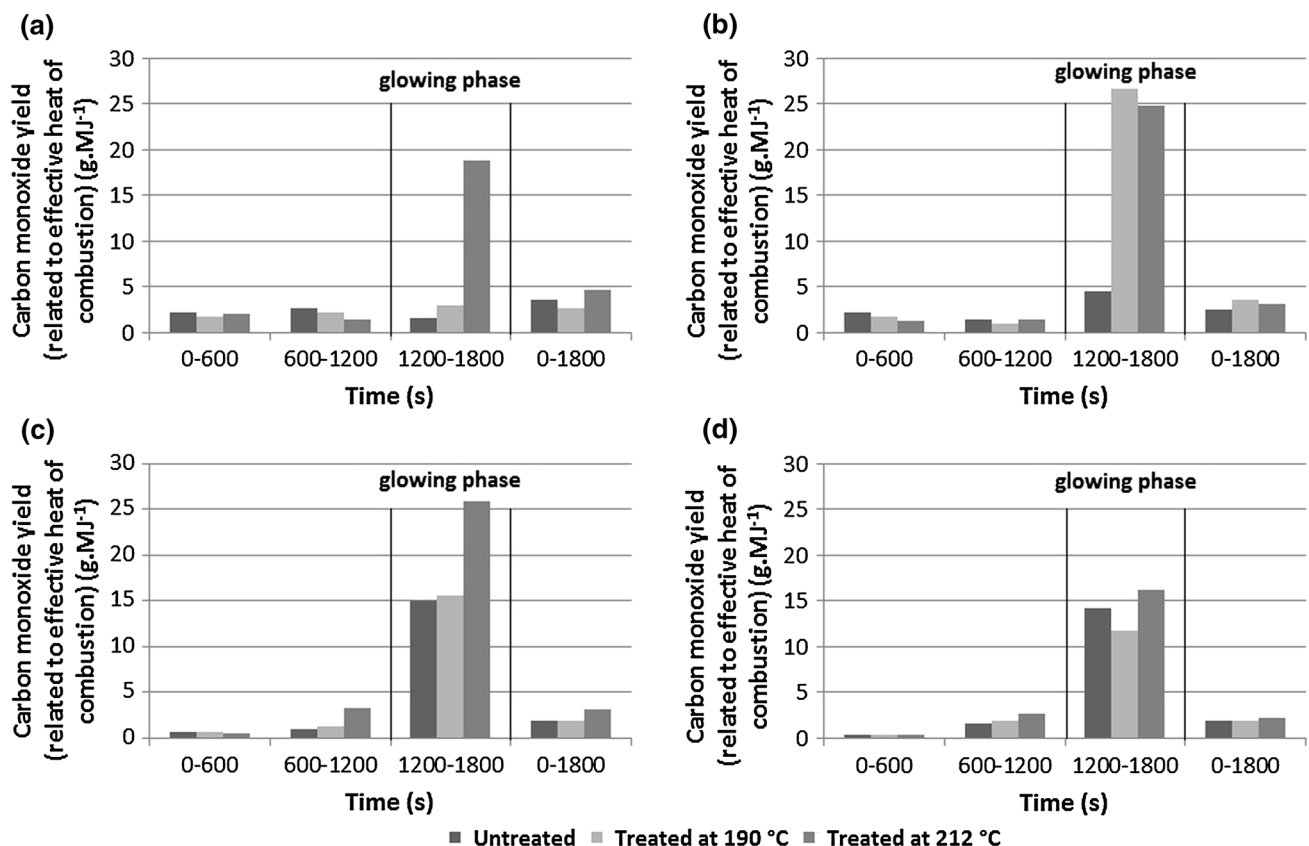 (a)
Carbon monoxide yield
(related to effective heat of
combustion) (g.MJ-1)
30
25
20
15
10
5
0
glowing phase
0-600
600-1200
1200-1800
0-1800
Time (s)
(b)
Carbon monoxide yield
(related to effective heat of
combustion) (g.MJ-1)
30
25
20
15
10
5
0
glowing phase
0-600
600-1200
1200-1800
0-1800
Time (s)
(c)
Carbon monoxide yield
(related to effective heat of
combustion) (g.MJ-1)
30
25
20
15
10
5
0
glowing phase
0-600
600-1200
1200-1800
0-1800
Time (s)
(d)
Carbon monoxide yield
(related to effective heat of
combustion) (g.MJ-1)
30
25
20
15
10
5
0
glowing phase
0-600
600-1200
1200-1800
0-1800
Time (s)
Untreated Treated at 190 °C Treated at 212 °C